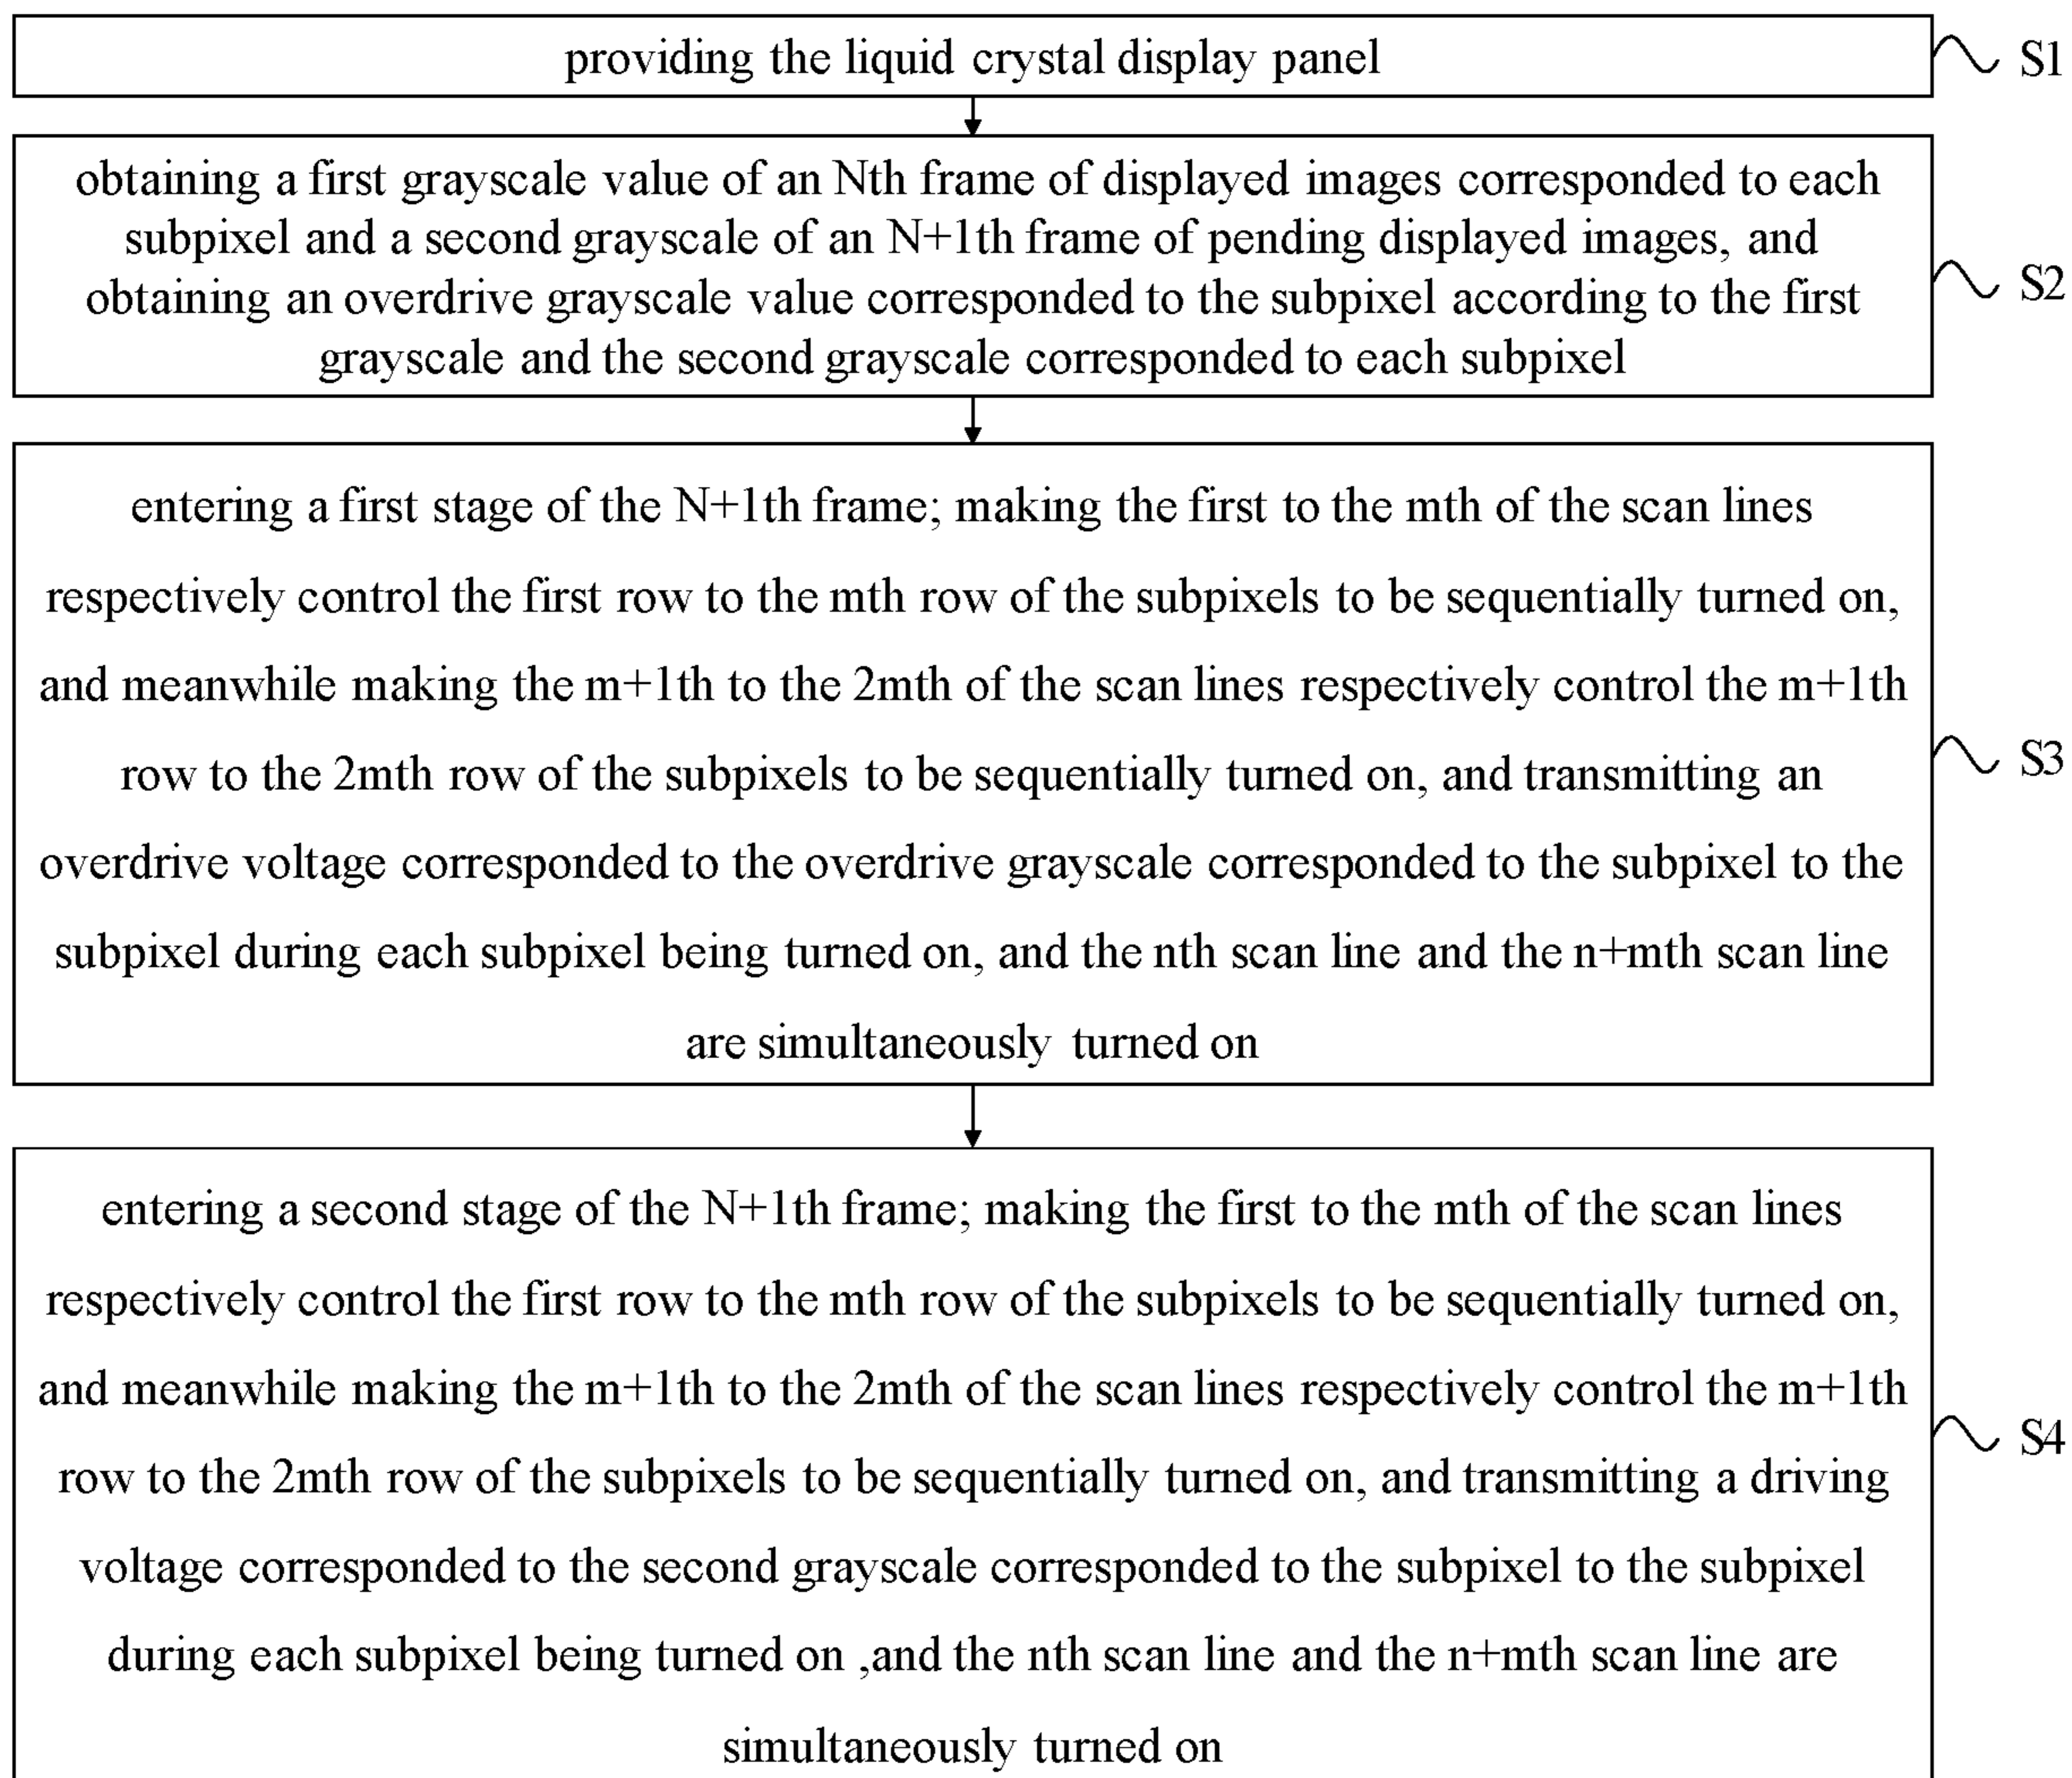 providing the liquid crystal display panel
S1
obtaining a first grayscale value of an Nth frame of displayed images corresponded to each
subpixel and a second grayscale of an N+1th frame of pending displayed images, and
obtaining an overdrive grayscale value corresponded to the subpixel according to the first
grayscale and the second grayscale corresponded to each subpixel
S2
entering a first stage of the N+1th frame; making the first to the mth of the scan lines
respectively control the first row to the mth row of the subpixels to be sequentially turned on,
and meanwhile making the m+1th to the 2mth of the scan lines respectively control the m+1th
row to the 2mth row of the subpixels to be sequentially turned on, and transmitting an
overdrive voltage corresponded to the overdrive grayscale corresponded to the subpixel to the
subpixel during each subpixel being turned on, and the nth scan line and the n+mth scan line
are simultaneously turned on
S3
entering a second stage of the N+1th frame; making the first to the mth of the scan lines
respectively control the first row to the mth row of the subpixels to be sequentially turned on,
and meanwhile making the m+1th to the 2mth of the scan lines respectively control the m+1th
row to the 2mth row of the subpixels to be sequentially turned on, and transmitting a driving
voltage corresponded to the second grayscale corresponded to the subpixel to the subpixel
during each subpixel being turned on ,and the nth scan line and the n+mth scan line are
simultaneously turned on
S4